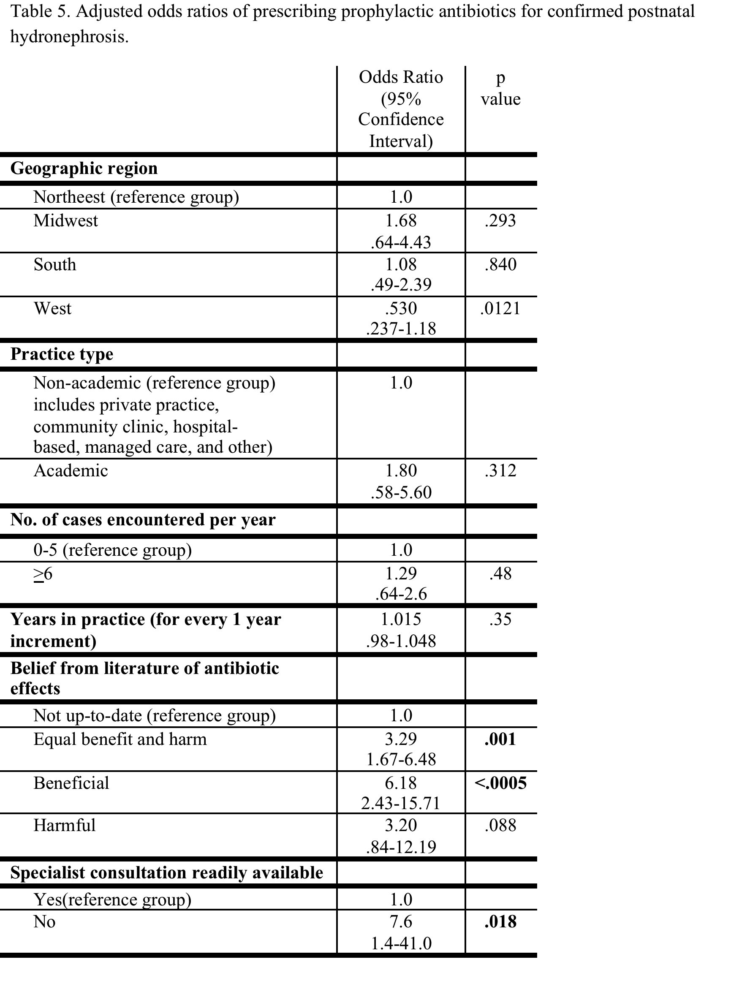 Table 5. Adjusted odds ratios of prescribing prophylactic antibiotics for confirmed postnatal
hydronephrosis.
Odds Ratio
(95%
Confidence
Interval)
p
value
Geographic region
Northeest (reference group) 1.0
Midwest 1.68 .293
.64-4.43
South 1.08 .840
.49-2.39
West .530 .0121
.237-1.18
Practice type
Non-academic (reference group) 1.0
includes private practice,
community clinic, hospital-
based, managed care, and other)
Academic 1.80 .312
.58-5.60
No. of cases encountered per year
0-5 (reference group) 1.0
≥6 1.29 .48
.64-2.6
Years in practice (for every 1 year 1.015 .35
increment) .98-1.048
Belief from literature of antibiotic
effects
Not up-to-date (reference group) 1.0
Equal benefit and harm 3.29 .001
1.67-6.48
Beneficial 6.18 <.0005
2.43-15.71
Harmful 3.20 .088
.84-12.19
Specialist consultation readily available
Yes(reference group) 1.0
No 7.6 .018
1.4-41.0